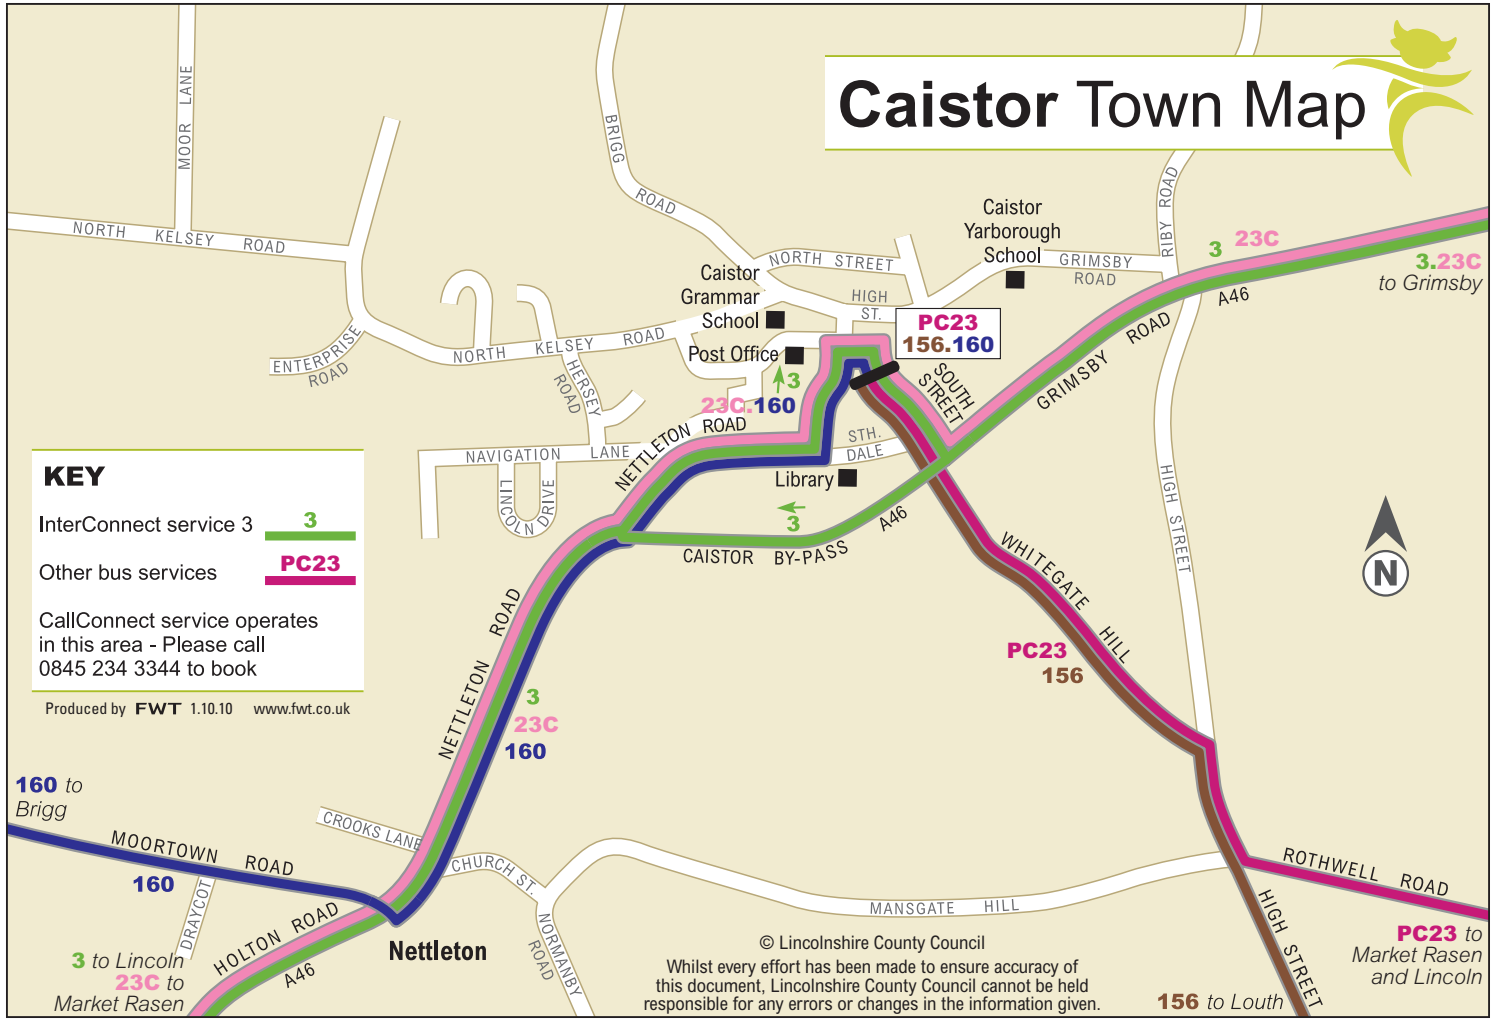 Caistor Town Map
MOOR LANE
BRIGG
ROAD
NORTH KELSEY ROAD
RIBY ROAD
Caistor
Yarborough
School
GRIMSBY
ROAD
3 23C
3.23C
to Grimsby
A46
NORTH STREET
Caistor
Grammar
School
HIGH
ST.
PC23
156.160
ENTERPRISE
ROAD
NORTH KELSEY ROAD
Post Office
3
23C.160
HERSEY
ROAD
SOUTH
STREET
GRIMSBY ROAD
NETTLETON ROAD
STH.
DALE
NAVIGATION LANE
LINCOLN DRIVE
Library
3
A46
CAISTOR BY-PASS
HIGH STREET
N
KEY
InterConnect service 3
3
Other bus services
PC23
CallConnect service operates
in this area - Please call
0845 234 3344 to book
Produced by FWT 1.10.10 www.fwt.co.uk
WHITEGATE HILL
PC23
156
NETTLETON ROAD
3
23C
160
160 to
Brigg
MOORTOWN ROAD
160
CROOKS LANE
CHURCH ST.
DRAYCOT
HOLTON ROAD
A46
Nettleton
NORMANBY
ROAD
MANSGATE HILL
ROTHWELL ROAD
HIGH STREET
3 to Lincoln
23C to
Market Rasen
© Lincolnshire County Council
Whilst every effort has been made to ensure accuracy of
this document, Lincolnshire County Council cannot be held
responsible for any errors or changes in the information given.
PC23 to
Market Rasen
and Lincoln
156 to Louth